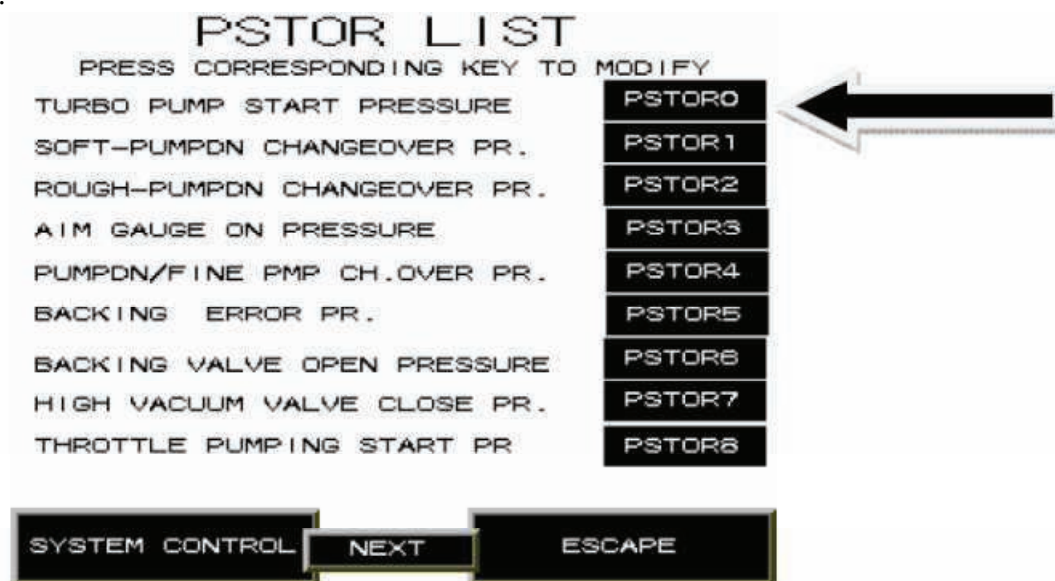 PSTOR LIST
PRESS CORRESPONDING KEY TO MODIFY
TURBO PUMP START PRESSURE PSTOR0
SOFT-PUMPDN CHANGEOVER PR. PSTOR1
ROUGH-PUMPDN CHANGEOVER PR. PSTOR2
AIM GAUGE ON PRESSURE PSTOR3
PUMPDN/FINE PMP CH.OVER PR. PSTOR4
BACKING ERROR PR. PSTOR5
BACKING VALVE OPEN PRESSURE PSTOR6
HIGH VACUUM VALVE CLOSE PR. PSTOR7
THROTTLE PUMPING START PR PSTOR8
SYSTEM CONTROL NEXT ESCAPE